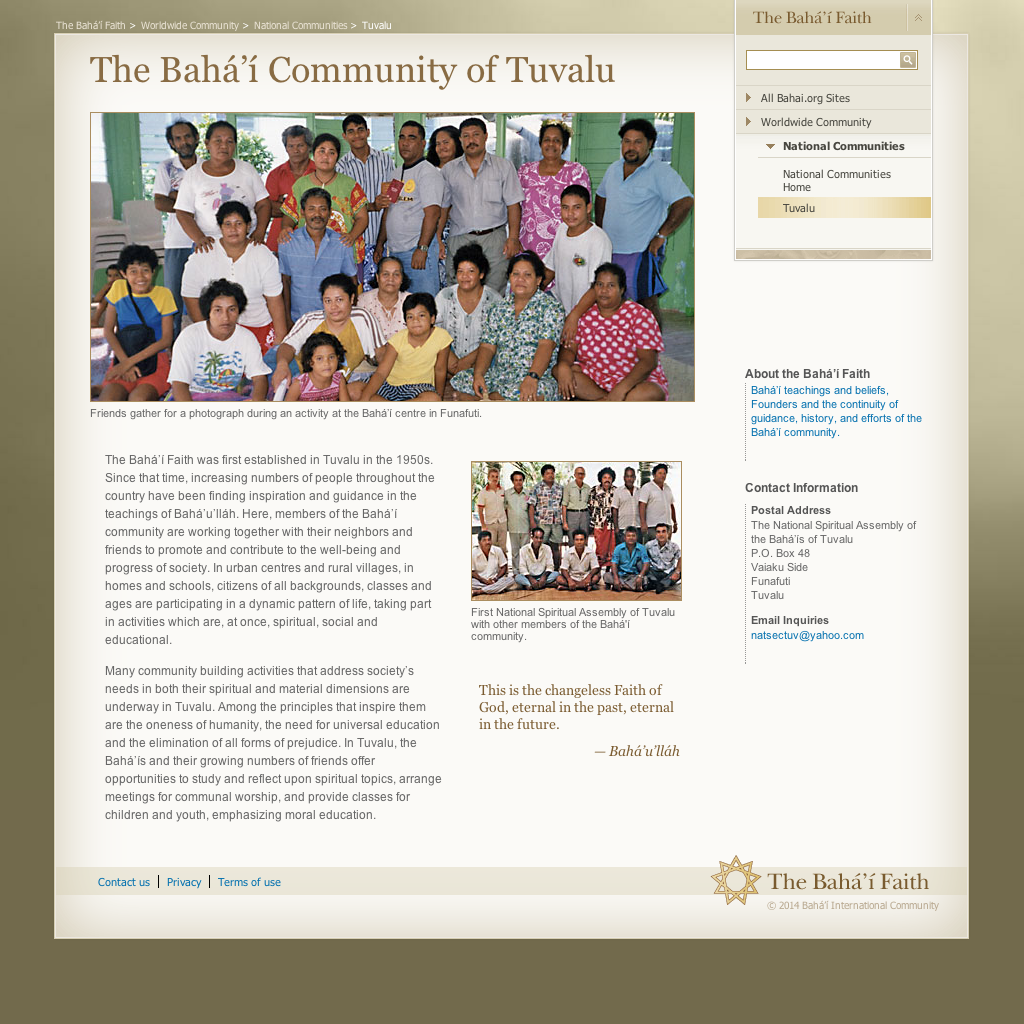 The Bahá’í Faith > Worldwide Community > National Communities > Tuvalu
The Bahá’í Faith
The Bahá’í Community of Tuvalu
All Bahai.org Sites
Worldwide Community
National Communities
National Communities
Home
Tuvalu
Friends gather for a photograph during an activity at the Bahá’í centre in Funafuti.
The Bahá’í Faith was first established in Tuvalu in the 1950s.
Since that time, increasing numbers of people throughout the
country have been finding inspiration and guidance in the
teachings of Bahá’u’lláh. Here, members of the Bahá’í
community are working together with their neighbors and
friends to promote and contribute to the well-being and
progress of society. In urban centres and rural villages, in
homes and schools, citizens of all backgrounds, classes and
ages are participating in a dynamic pattern of life, taking part
in activities which are, at once, spiritual, social and
educational.
Many community building activities that address society’s
needs in both their spiritual and material dimensions are
underway in Tuvalu. Among the principles that inspire them
are the oneness of humanity, the need for universal education
and the elimination of all forms of prejudice. In Tuvalu, the
Bahá’ís and their growing numbers of friends offer
opportunities to study and reflect upon spiritual topics, arrange
meetings for communal worship, and provide classes for
children and youth, emphasizing moral education.
First National Spiritual Assembly of Tuvalu
with other members of the Bahá'í
community.
This is the changeless Faith of
God, eternal in the past, eternal
in the future.
— Bahá’u’lláh
About the Bahá’í Faith
Bahá’í teachings and beliefs,
Founders and the continuity of
guidance, history, and efforts of the
Bahá’í community.
Contact Information
Postal Address
The National Spiritual Assembly of
the Bahá’ís of Tuvalu
P.O. Box 48
Vaiaku Side
Funafuti
Tuvalu
Email Inquiries
natsectuv@yahoo.com
Contact us | Privacy | Terms of use
The Bahá’í Faith
© 2014 Bahá’í International Community